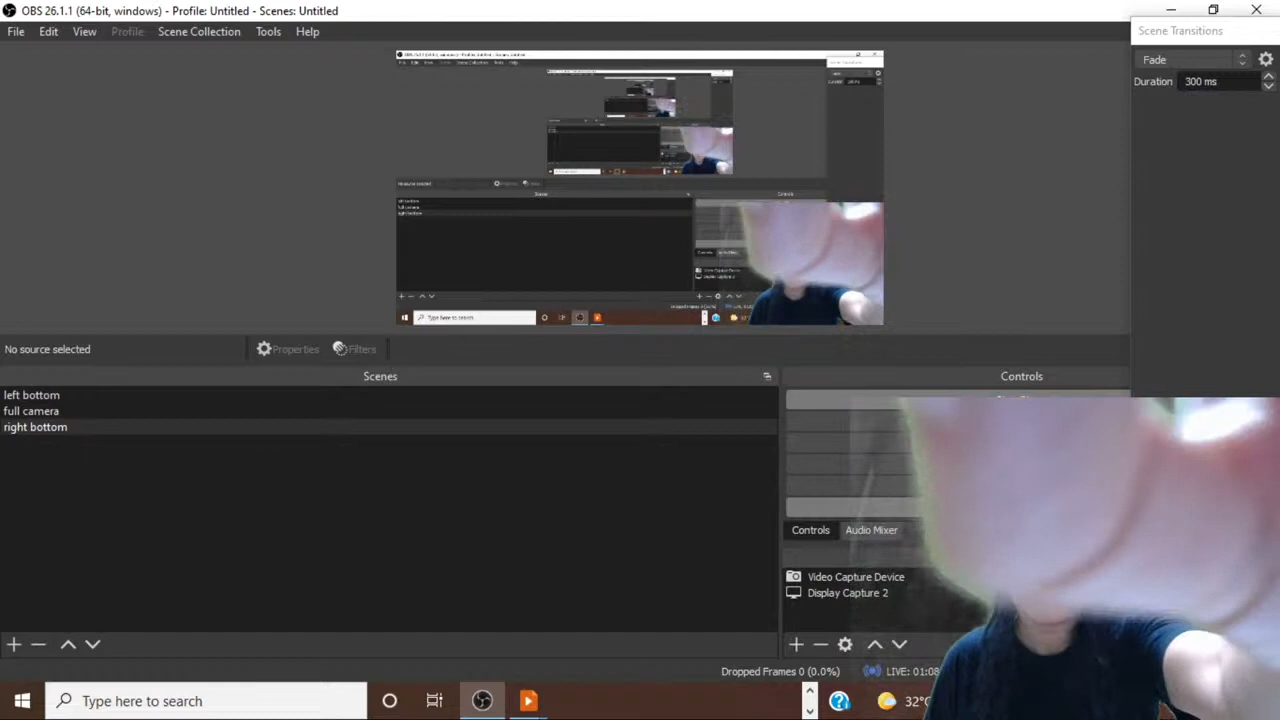 OBS 26.1.1 (64-bit, windows) - Profile: Untitled - Scenes: Untitled
File Edit View Profile Scene Collection Tools Help
Scene Transitions
Fade
Duration 300 ms
No source selected Properties Filters
Scenes
left bottom
full camera
right bottom
Controls
Controls Audio Mixer
Video Capture Device
Display Capture 2
Dropped Frames 0 (0.0%) LIVE: 01:08
Type here to search
32°